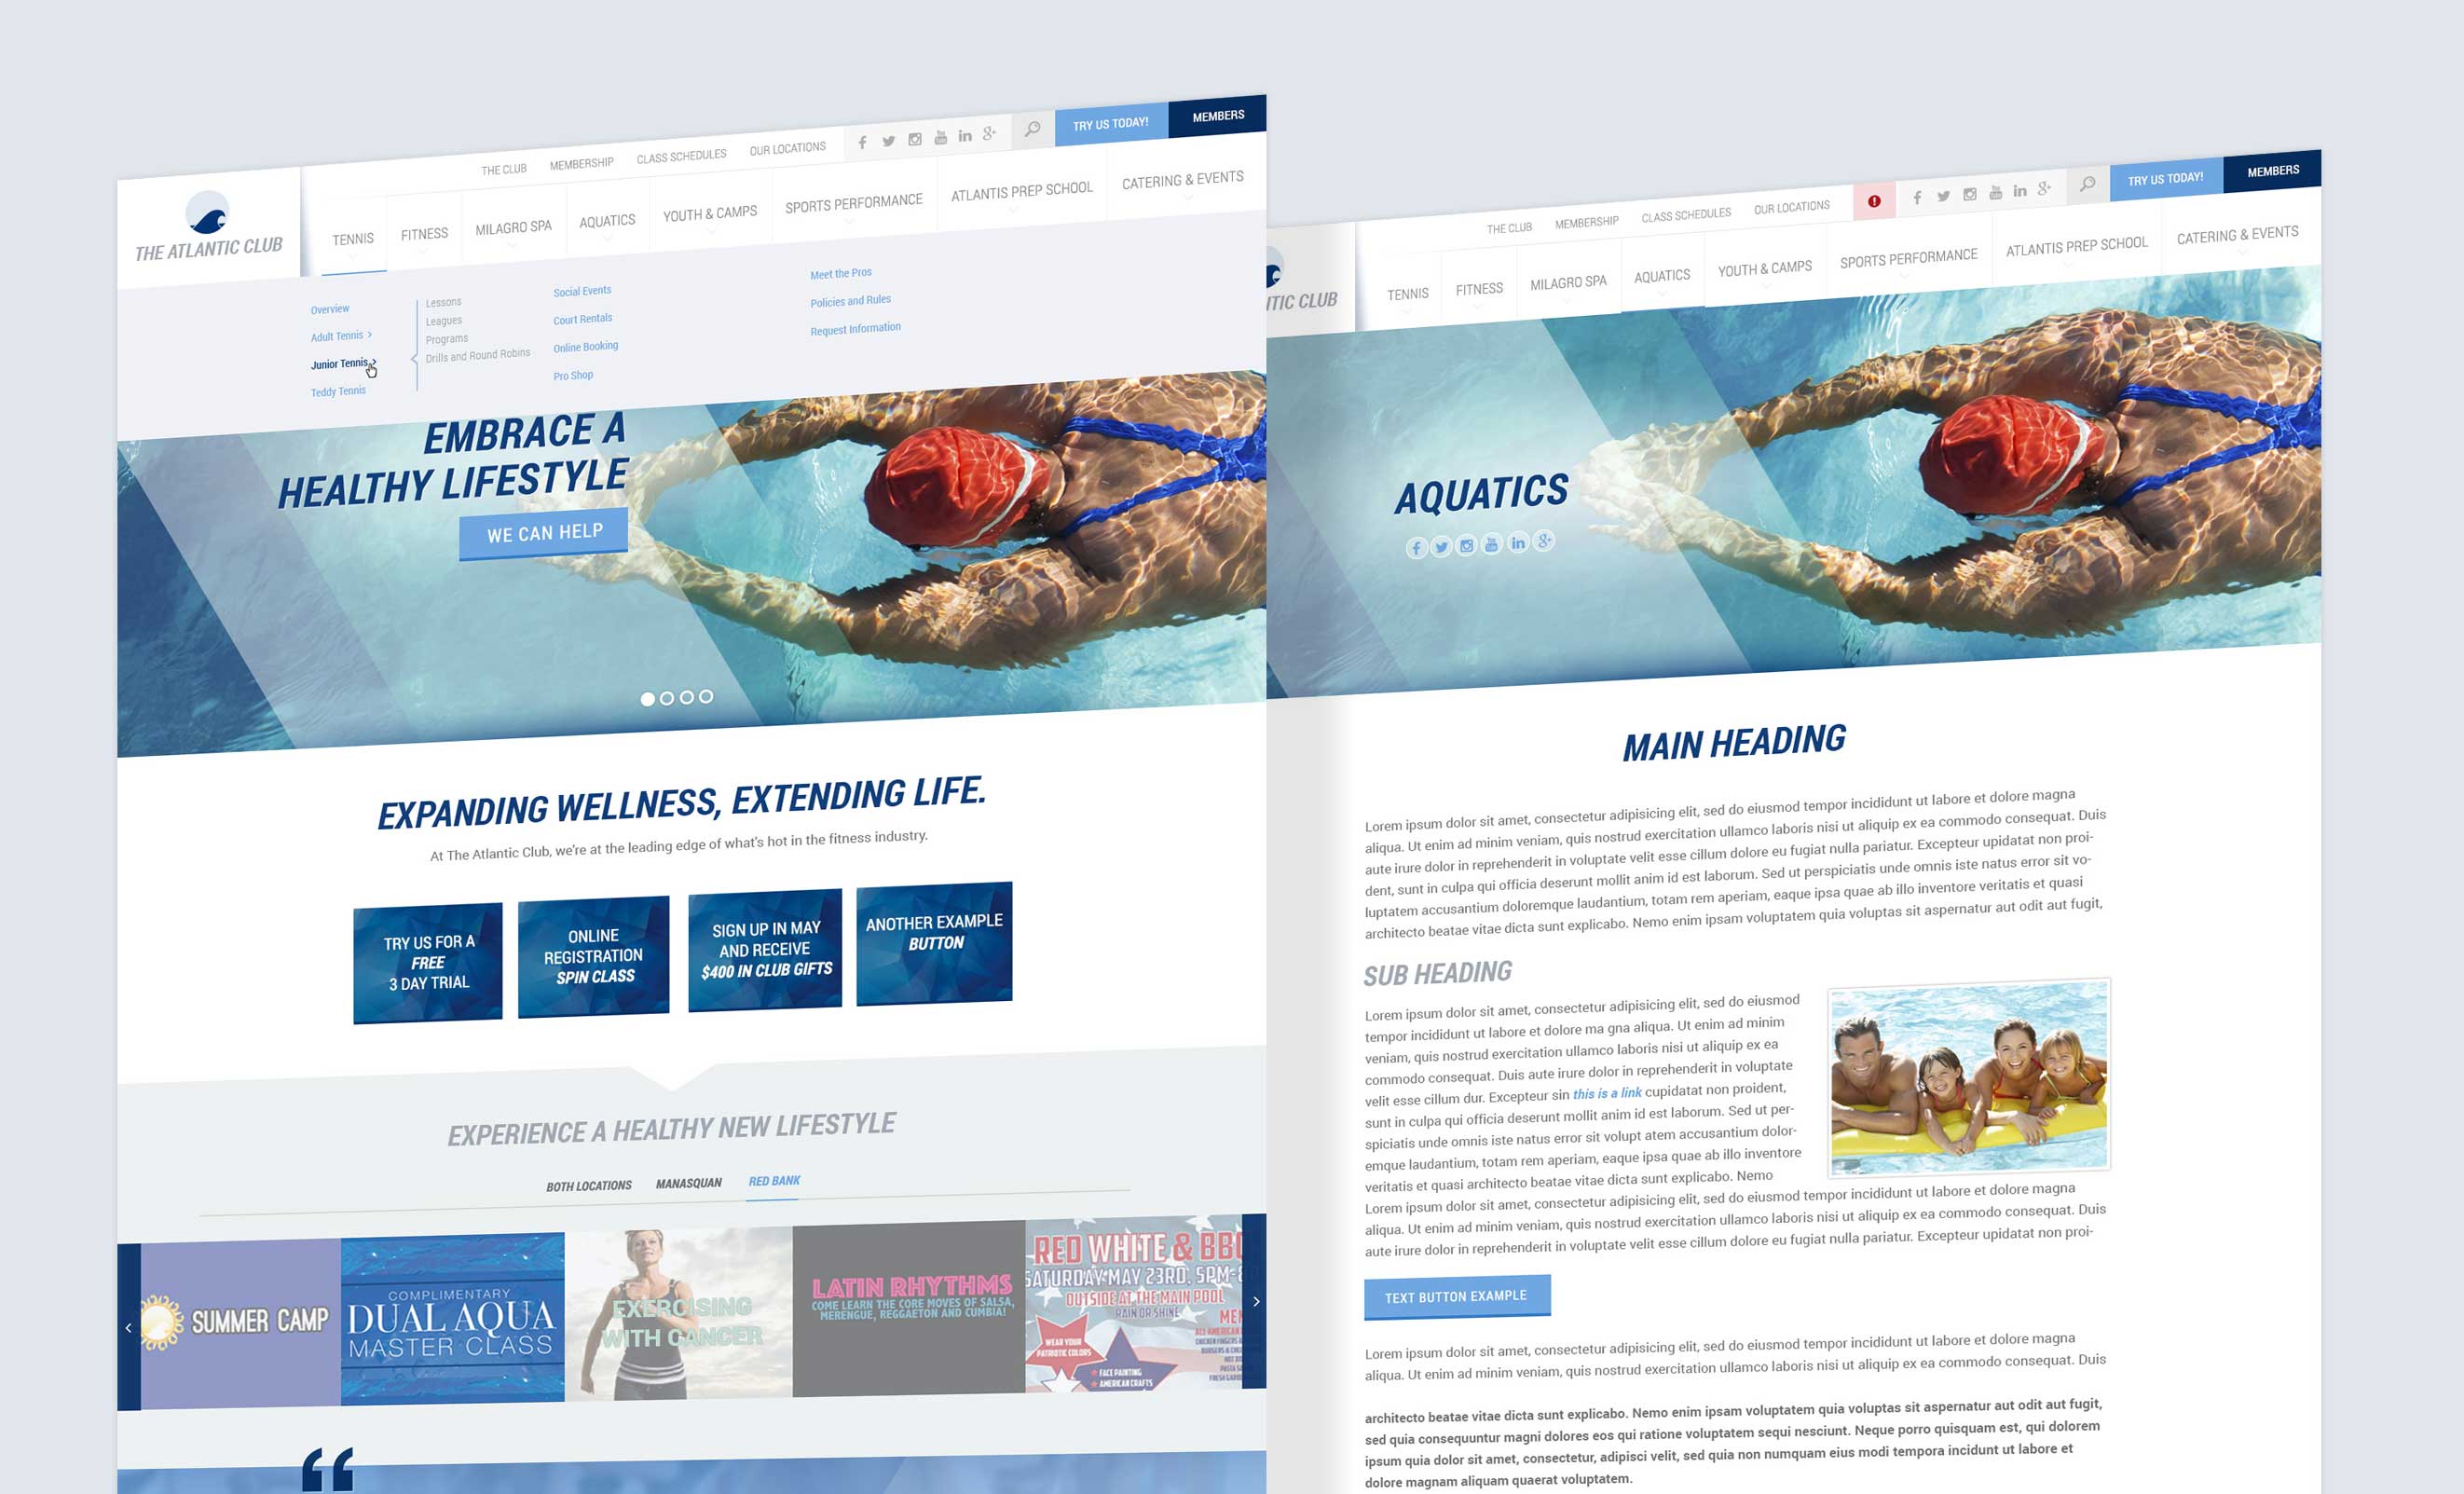 THE CLUB
MEMBERSHIP
CLASS SCHEDULES
OUR LOCATIONS
TRY US TODAY!
MEMBERS
THE ATLANTIC CLUB
TENNIS
FITNESS
MILAGRO SPA
AQUATICS
YOUTH & CAMPS
SPORTS PERFORMANCE
ATLANTIS PREP SCHOOL
CATERING & EVENTS
Overview
Adult Tennis >
Junior Tennis >
Teddy Tennis
Lessons
Leagues
Programs
Drills and Round Robins
Social Events
Court Rentals
Online Booking
Pro Shop
Meet the Pros
Policies and Rules
Request Information
EMBRACE A
HEALTHY LIFESTYLE
WE CAN HELP
EXPANDING WELLNESS, EXTENDING LIFE.
At The Atlantic Club, we're at the leading edge of what's hot in the fitness industry.
TRY US FOR A
FREE
3 DAY TRIAL
ONLINE
REGISTRATION
SPIN CLASS
SIGN UP IN MAY
AND RECEIVE
$400 IN CLUB GIFTS
ANOTHER EXAMPLE
BUTTON
EXPERIENCE A HEALTHY NEW LIFESTYLE
BOTH LOCATIONS
MANASQUAN
RED BANK
SUMMER CAMP
COMPLIMENTARY
DUAL AQUA
MASTER CLASS
EXERCISING
WITH CANCER
LATIN RHYTHMS
COME LEARN THE CORE MOVES OF SALSA,
MERENGUE, REGGAETON AND CUMBIA!
RED WHITE & BBQ
SATURDAY MAY 23RD, 5PM-
OUTSIDE AT THE MAIN POOL
RAIN OR SHINE
WEAR YOUR
PATRIOTIC COLORS
FACE PAINTING
AMERICAN CRAFTS
“
THE CLUB
MEMBERSHIP
CLASS SCHEDULES
OUR LOCATIONS
TRY US TODAY!
MEMBERS
TIC CLUB
TENNIS
FITNESS
MILAGRO SPA
AQUATICS
YOUTH & CAMPS
SPORTS PERFORMANCE
ATLANTIS PREP SCHOOL
CATERING & EVENTS
AQUATICS
MAIN HEADING
Lorem ipsum dolor sit amet, consectetur adipisicing elit, sed do eiusmod tempor incididunt ut labore et dolore magna
aliqua. Ut enim ad minim veniam, quis nostrud exercitation ullamco laboris nisi ut aliquip ex ea commodo consequat. Duis
aute irure dolor in reprehenderit in voluptate velit esse cillum dolore eu fugiat nulla pariatur. Excepteur upidatat non proi-
dent, sunt in culpa qui officia deserunt mollit anim id est laborum. Sed ut perspiciatis unde omnis iste natus error sit vo-
luptatem accusantium doloremque laudantium, totam rem aperiam, eaque ipsa quae ab illo inventore veritatis et quasi
architecto beatae vitae dicta sunt explicabo. Nemo enim ipsam voluptatem quia voluptas sit aspernatur aut odit aut fugit,
SUB HEADING
Lorem ipsum dolor sit amet, consectetur adipisicing elit, sed do eiusmod
tempor incididunt ut labore et dolore ma gna aliqua. Ut enim ad minim
veniam, quis nostrud exercitation ullamco laboris nisi ut aliquip ex ea
commodo consequat. Duis aute irure dolor in reprehenderit in voluptate
velit esse cillum dur. Excepteur sin this is a link cupidatat non proident,
sunt in culpa qui officia deserunt mollit anim id est laborum. Sed ut per-
spiciatis unde omnis iste natus error sit volupt atem accusantium dolor-
emque laudantium, totam rem aperiam, eaque ipsa quae ab illo inventore
veritatis et quasi architecto beatae vitae dicta sunt explicabo. Nemo
Lorem ipsum dolor sit amet, consectetur adipisicing elit, sed do eiusmod tempor incididunt ut labore et dolore magna
aliqua. Ut enim ad minim veniam, quis nostrud exercitation ullamco laboris nisi ut aliquip ex ea commodo consequat. Duis
aute irure dolor in reprehenderit in voluptate velit esse cillum dolore eu fugiat nulla pariatur. Excepteur upidatat non proi-
TEXT BUTTON EXAMPLE
Lorem ipsum dolor sit amet, consectetur adipisicing elit, sed do eiusmod tempor incididunt ut labore et dolore magna
aliqua. Ut enim ad minim veniam, quis nostrud exercitation ullamco laboris nisi ut aliquip ex ea commodo consequat. Duis
architecto beatae vitae dicta sunt explicabo. Nemo enim ipsam voluptatem quia voluptas sit aspernatur aut odit aut fugit,
sed quia consequuntur magni dolores eos qui ratione voluptatem sequi nesciunt. Neque porro quisquam est, qui dolorem
ipsum quia dolor sit amet, consectetur, adipisci velit, sed quia non numquam eius modi tempora incidunt ut labore et
dolore magnam aliquam quaerat voluptatem.